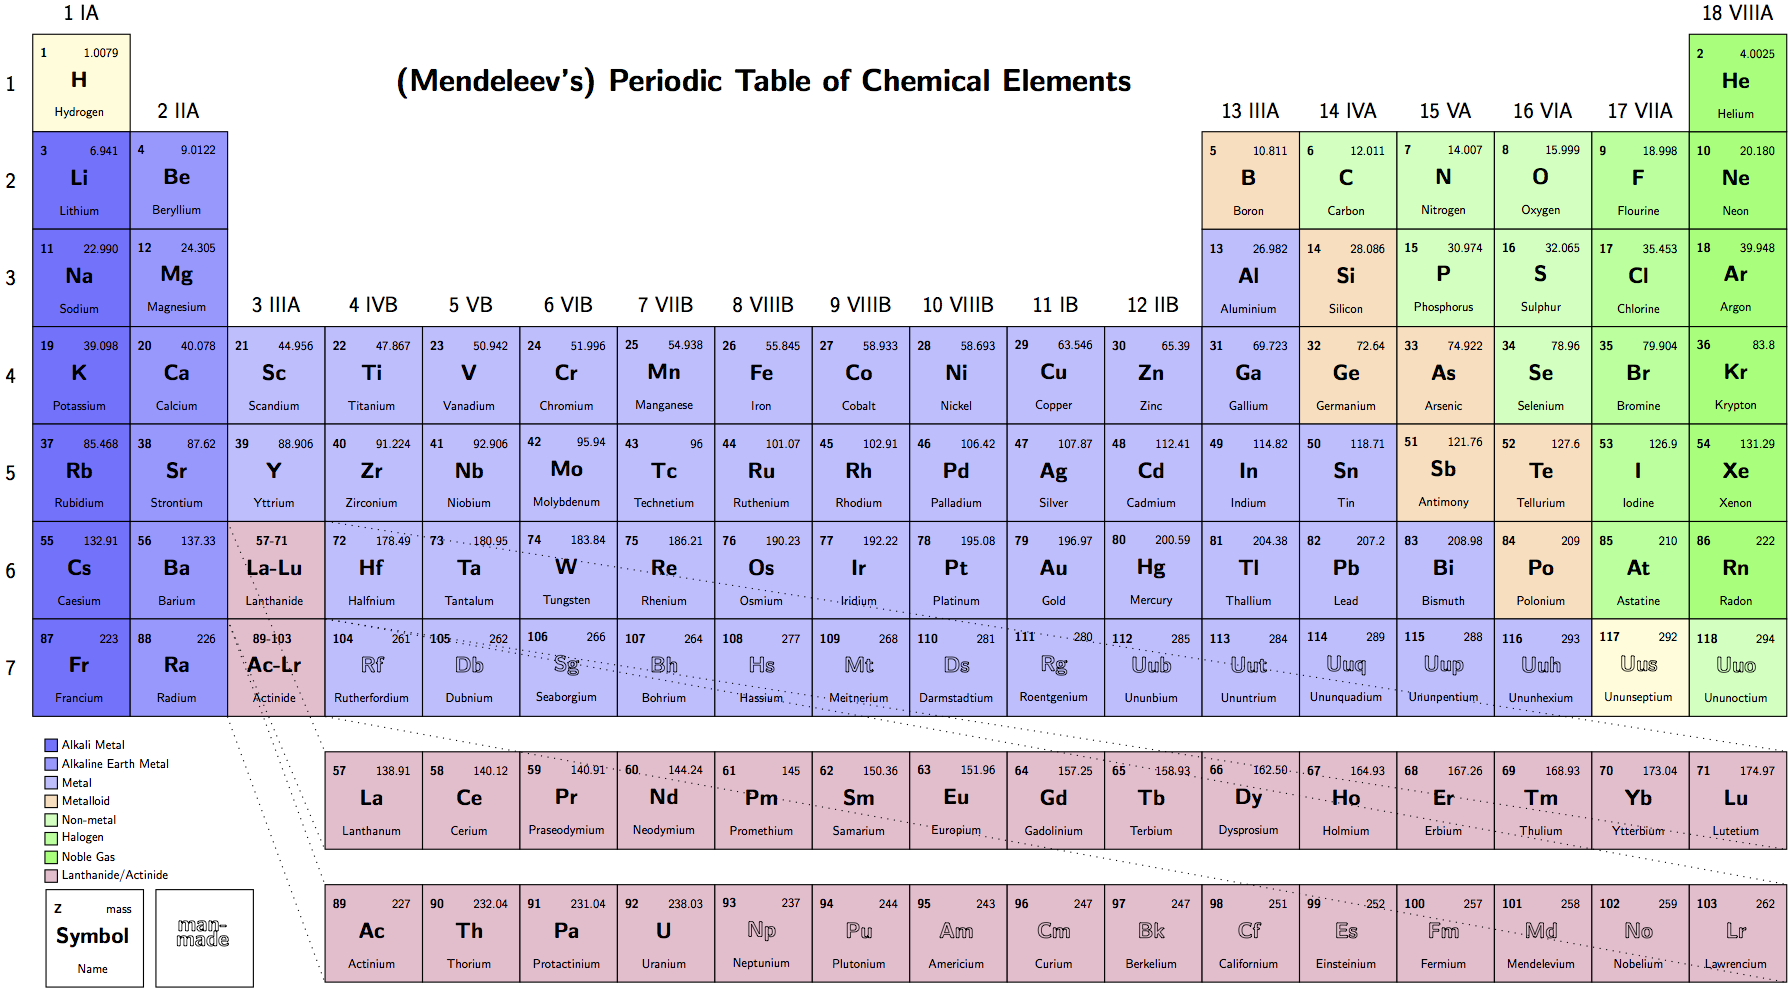 1 IA
18 VIIIA
1 1.0079
H
Hydrogen
2 4.0025
He
Helium
(Mendeleev's) Periodic Table of Chemical Elements
1
2 IIA
13 IIIA 14 IVA 15 VA 16 VIA 17 VIIA
3 6.941 4 9.0122 5 10.811 6 12.011 7 14.007 8 15.999 9 18.998 10 20.180
2 Li Be B C N O F Ne
Lithium Beryllium Boron Carbon Nitrogen Oxygen Flourine Neon
11 22.990 12 24.305 13 26.982 14 28.086 15 30.974 16 32.065 17 35.453 18 39.948
3 Na Mg Al Si P S Cl Ar
Sodium Magnesium Aluminium Silicon Phosphorus Sulphur Chlorine Argon
3 IIIA 4 IVB 5 VB 6 VIB 7 VIIB 8 VIIIB 9 VIIIB 10 VIIIB 11 IB 12 IIB
19 39.098 20 40.078 21 44.956 22 47.867 23 50.942 24 51.996 25 54.938 26 55.845 27 58.933 28 58.693 29 63.546 30 65.39 31 69.723 32 72.64 33 74.922 34 78.96 35 79.904 36 83.8
4 K Ca Sc Ti V Cr Mn Fe Co Ni Cu Zn Ga Ge As Se Br Kr
Potassium Calcium Scandium Titanium Vanadium Chromium Manganese Iron Cobalt Nickel Copper Zinc Gallium Germanium Arsenic Selenium Bromine Krypton
37 85.468 38 87.62 39 88.906 40 91.224 41 92.906 42 95.94 43 96 44 101.07 45 102.91 46 106.42 47 107.87 48 112.41 49 114.82 50 118.71 51 121.76 52 127.6 53 126.9 54 131.29
5 Rb Sr Y Zr Nb Mo Tc Ru Rh Pd Ag Cd In Sn Sb Te I Xe
Rubidium Strontium Yttrium Zirconium Niobium Molybdenum Technetium Ruthenium Rhodium Palladium Silver Cadmium Indium Tin Antimony Tellurium Iodine Xenon
55 132.91 56 137.33 57-71 72 178.49 73 180.95 74 183.84 75 186.21 76 190.23 77 192.22 78 195.08 79 196.97 80 200.59 81 204.38 82 207.2 83 208.98 84 209 85 210 86 222
6 Cs Ba La-Lu Hf Ta W Re Os Ir Pt Au Hg Tl Pb Bi Po At Rn
Caesium Barium Lanthanide Halfnium Tantalum Tungsten Rhenium Osmium Iridium Platinum Gold Mercury Thallium Lead Bismuth Polonium Astatine Radon
87 223 88 226 89-103 104 261 105 262 106 266 107 264 108 277 109 268 110 281 111 280 112 285 113 284 114 289 115 288 116 293 117 292 118 294
7 Fr Ra Ac-Lr Rf Db Sg Bh Hs Mt Ds Rg Uub Uut Uuq Uup Uuh Uus Uuo
Francium Radium Actinide Rutherfordium Dubnium Seaborgium Bohrium Hassium Meitnerium Darmstadtium Roentgenium Ununbium Ununtrium Ununquadium Ununpentium Ununhexium Ununseptium Ununoctium
Alkali Metal
Alkaline Earth Metal
Metal
Metalloid
Non-metal
Halogen
Noble Gas
Lanthanide/Actinide
57 138.91 58 140.12 59 140.91 60 144.24 61 145 62 150.36 63 151.96 64 157.25 65 158.93 66 162.50 67 164.93 68 167.26 69 168.93 70 173.04 71 174.97
La Ce Pr Nd Pm Sm Eu Gd Tb Dy Ho Er Tm Yb Lu
Lanthanum Cerium Praseodymium Neodymium Promethium Samarium Europium Gadolinium Terbium Dysprosium Holmium Erbium Thulium Ytterbium Lutetium
Z mass
Symbol
Name
man-
made
89 227 90 232.04 91 231.04 92 238.03 93 237 94 244 95 243 96 247 97 247 98 251 99 252 100 257 101 258 102 259 103 262
Ac Th Pa U Np Pu Am Cm Bk Cf Es Fm Md No Lr
Actinium Thorium Protactinium Uranium Neptunium Plutonium Americium Curium Berkelium Californium Einsteinium Fermium Mendelevium Nobelium Lawrencium